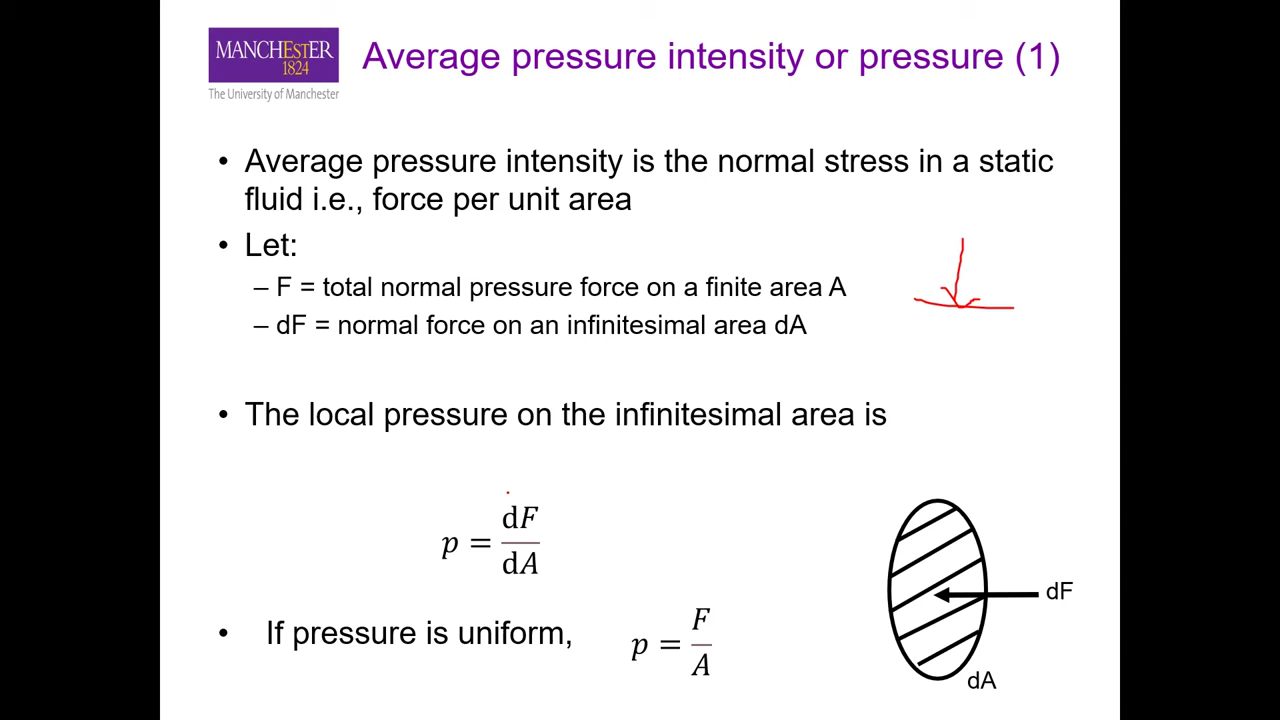 MANCHESTER
1824
The University of Manchester
Average pressure intensity or pressure (1)
• Average pressure intensity is the normal stress in a static
fluid i.e., force per unit area
• Let:
– F = total normal pressure force on a finite area A
– dF = normal force on an infinitesimal area dA
• The local pressure on the infinitesimal area is
p = dF/dA
dF
• If pressure is uniform, p = F/A
dA